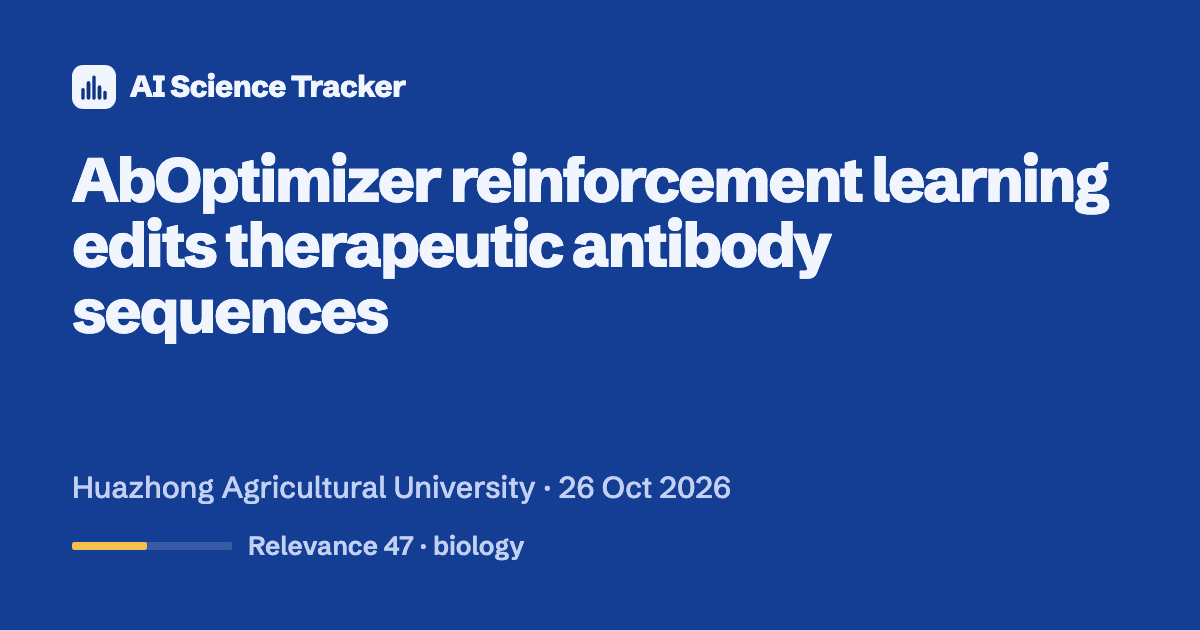 AI Science Tracker
AbOptimizer reinforcement learning
edits therapeutic antibody
sequences
Huazhong Agricultural University · 26 Oct 2026
Relevance 47 · biology